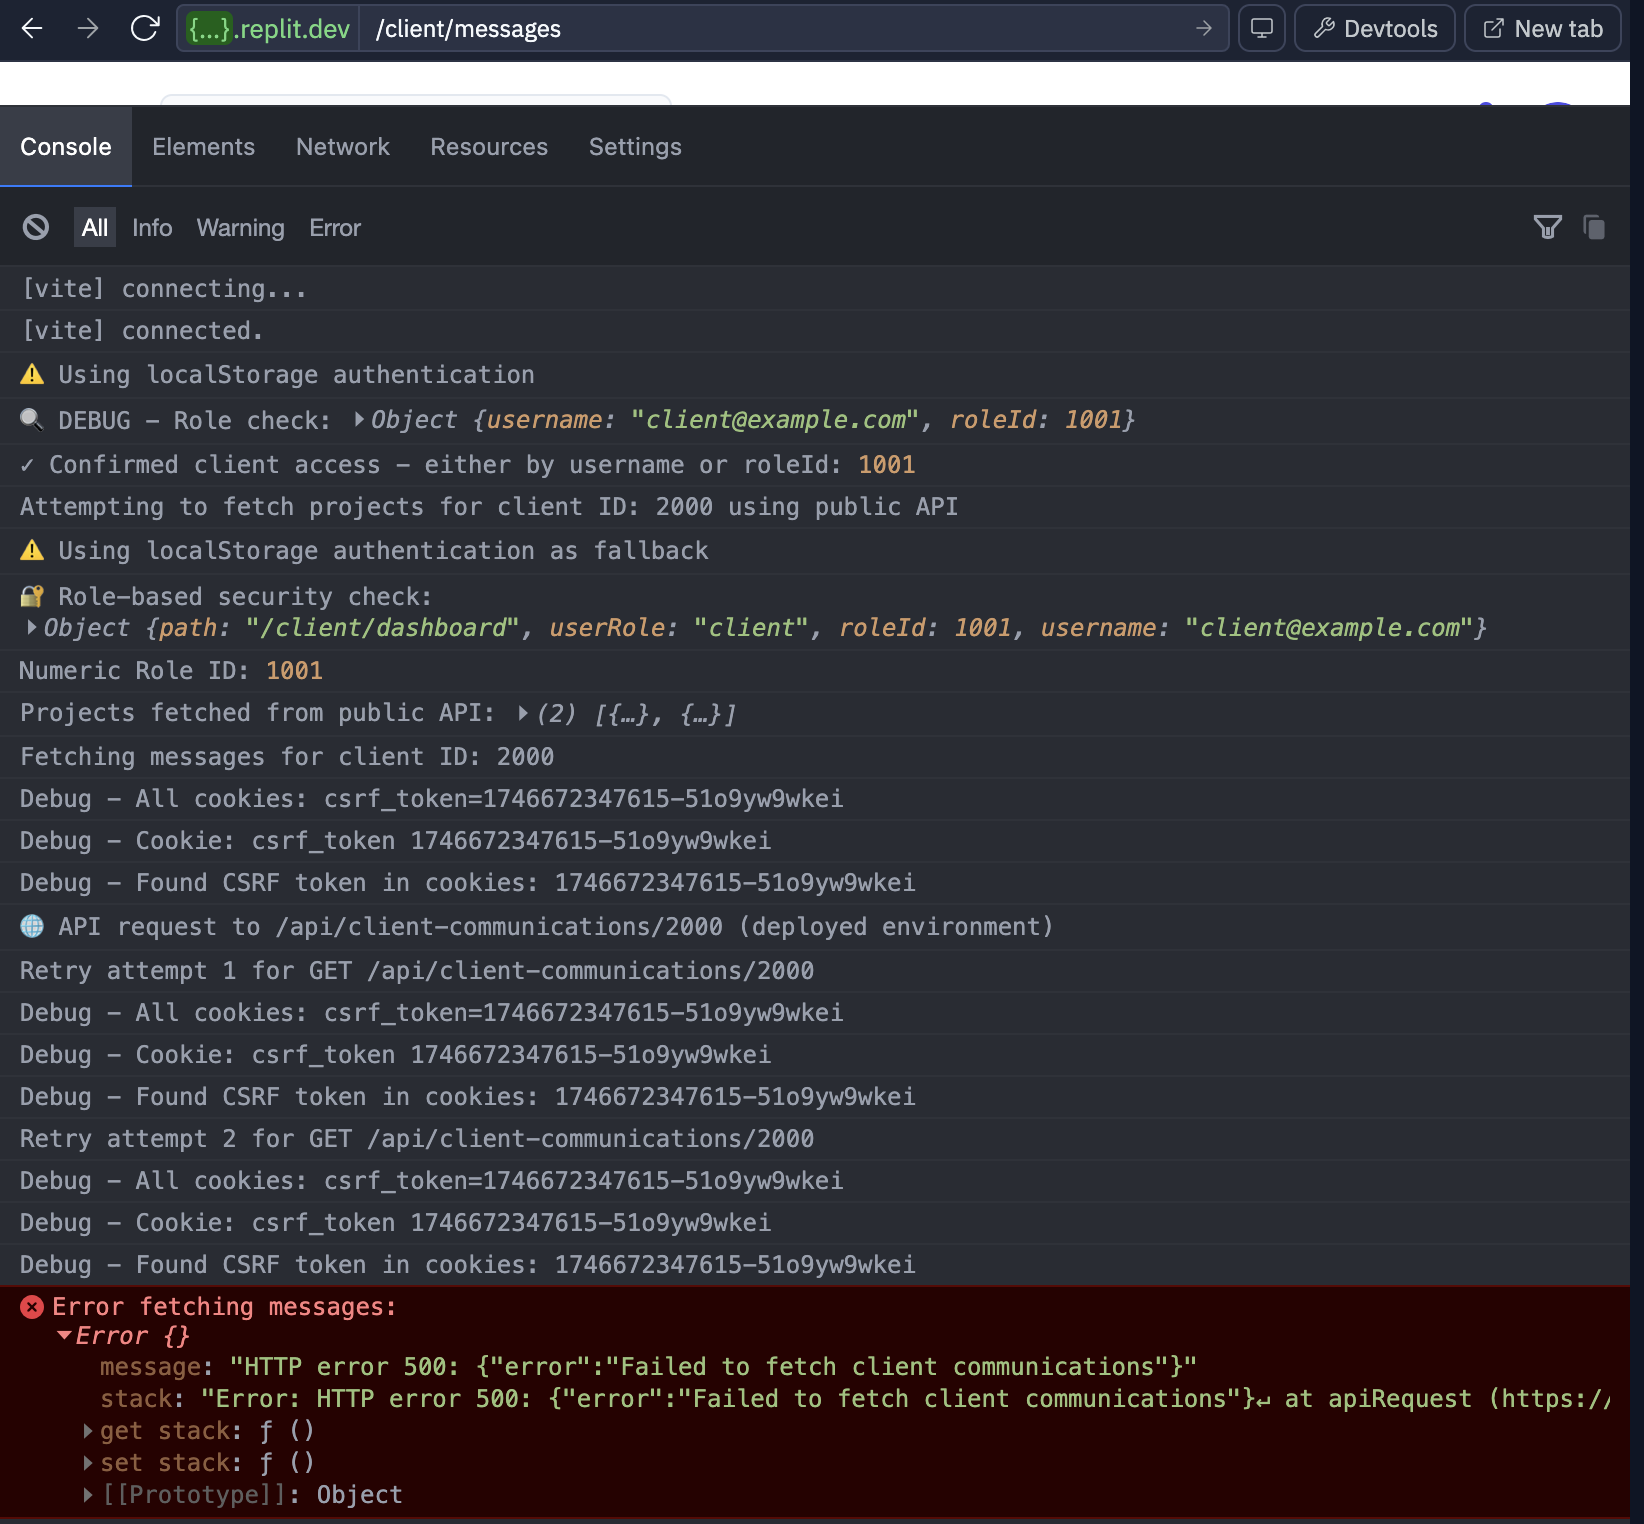 {...}.replit.dev /client/messages Devtools New tab
Console Elements Network Resources Settings
All Info Warning Error
[vite] connecting...
[vite] connected.
⚠️ Using localStorage authentication
🔍 DEBUG – Role check: ▶Object {username: "client@example.com", roleId: 1001}
✓ Confirmed client access – either by username or roleId: 1001
Attempting to fetch projects for client ID: 2000 using public API
⚠️ Using localStorage authentication as fallback
🔐 Role-based security check:
▶Object {path: "/client/dashboard", userRole: "client", roleId: 1001, username: "client@example.com"}
Numeric Role ID: 1001
Projects fetched from public API: ▶(2) [{…}, {…}]
Fetching messages for client ID: 2000
Debug – All cookies: csrf_token=1746672347615-51o9yw9wkei
Debug – Cookie: csrf_token 1746672347615-51o9yw9wkei
Debug – Found CSRF token in cookies: 1746672347615-51o9yw9wkei
🌐 API request to /api/client-communications/2000 (deployed environment)
Retry attempt 1 for GET /api/client-communications/2000
Debug – All cookies: csrf_token=1746672347615-51o9yw9wkei
Debug – Cookie: csrf_token 1746672347615-51o9yw9wkei
Debug – Found CSRF token in cookies: 1746672347615-51o9yw9wkei
Retry attempt 2 for GET /api/client-communications/2000
Debug – All cookies: csrf_token=1746672347615-51o9yw9wkei
Debug – Cookie: csrf_token 1746672347615-51o9yw9wkei
Debug – Found CSRF token in cookies: 1746672347615-51o9yw9wkei
Error fetching messages:
▼Error {}
message: "HTTP error 500: {"error":"Failed to fetch client communications"}"
stack: "Error: HTTP error 500: {"error":"Failed to fetch client communications"}↵ at apiRequest (https://
▶get stack: ƒ ()
▶set stack: ƒ ()
▶[[Prototype]]: Object